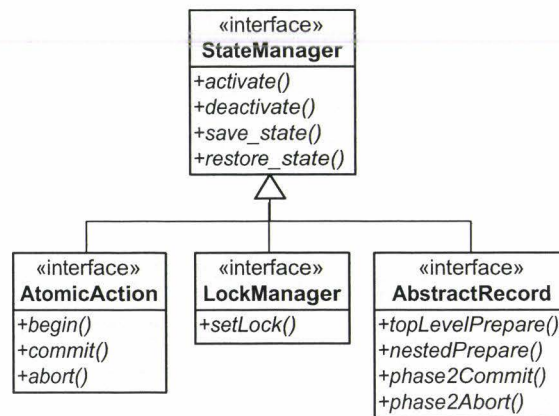 «interface»
StateManager
+activate()
+deactivate()
+save_state()
+restore_state()
«interface»
AtomicAction
+begin()
+commit()
+abort()
«interface»
LockManager
+setLock()
«interface»
AbstractRecord
+topLevelPrepare()
+nestedPrepare()
+phase2Commit()
+phase2Abort()